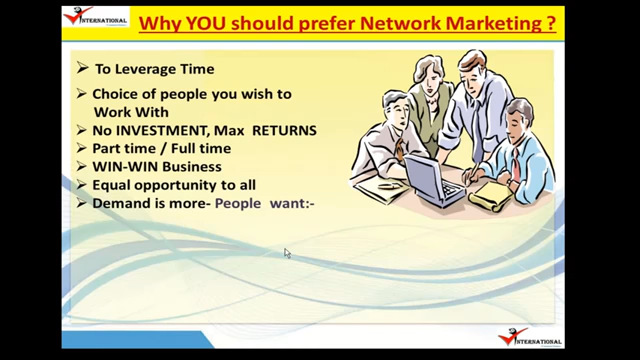 INTERNATIONAL
Why YOU should prefer Network Marketing ?
To Leverage Time
Choice of people you wish to
Work With
No INVESTMENT, Max RETURNS
Part time / Full time
WIN-WIN Business
Equal opportunity to all
Demand is more- People want:-
INTERNATIONAL